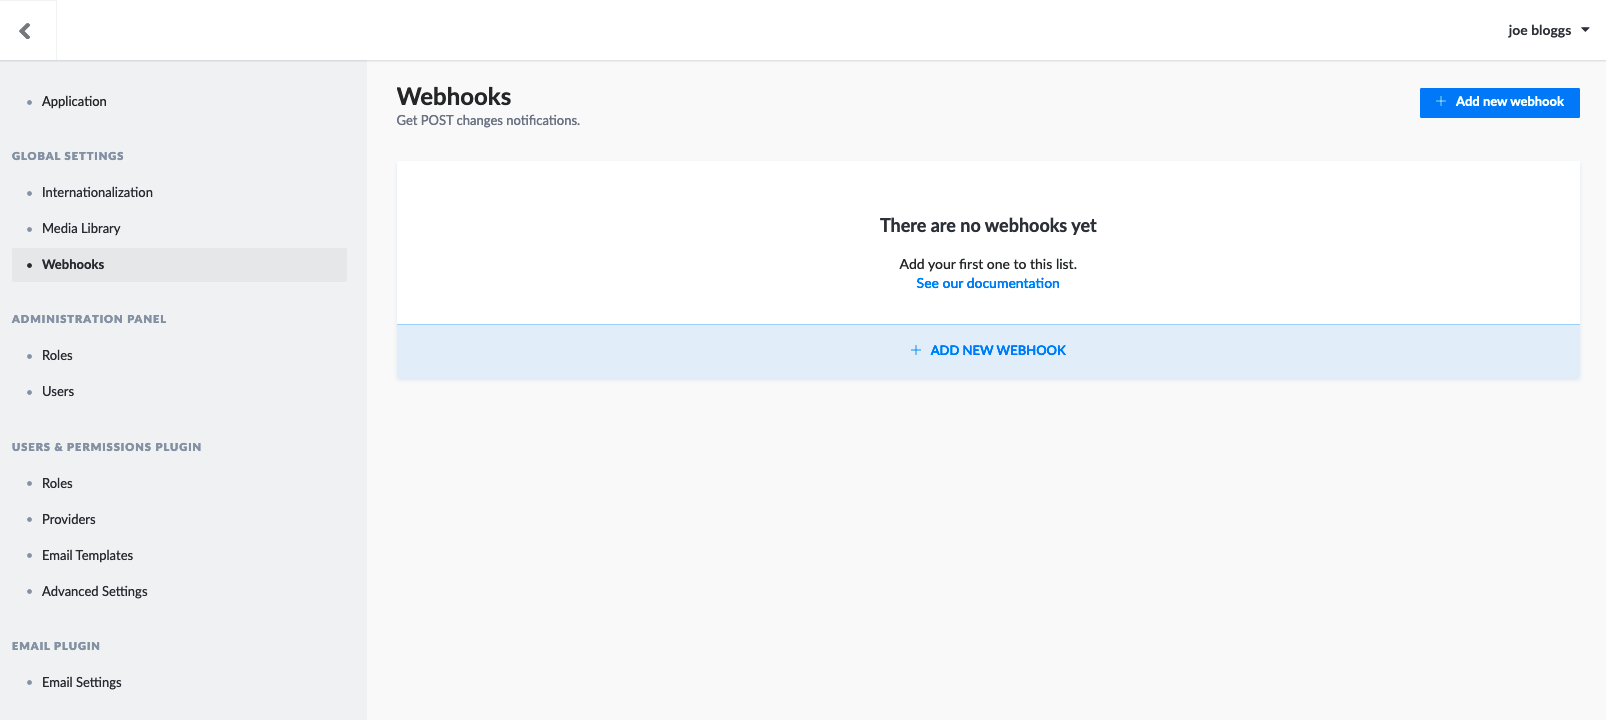 joe bloggs
Application
GLOBAL SETTINGS
Internationalization
Media Library
Webhooks
ADMINISTRATION PANEL
Roles
Users
USERS & PERMISSIONS PLUGIN
Roles
Providers
Email Templates
Advanced Settings
EMAIL PLUGIN
Email Settings
Webhooks
Get POST changes notifications.
Add new webhook
There are no webhooks yet
Add your first one to this list.
See our documentation
ADD NEW WEBHOOK